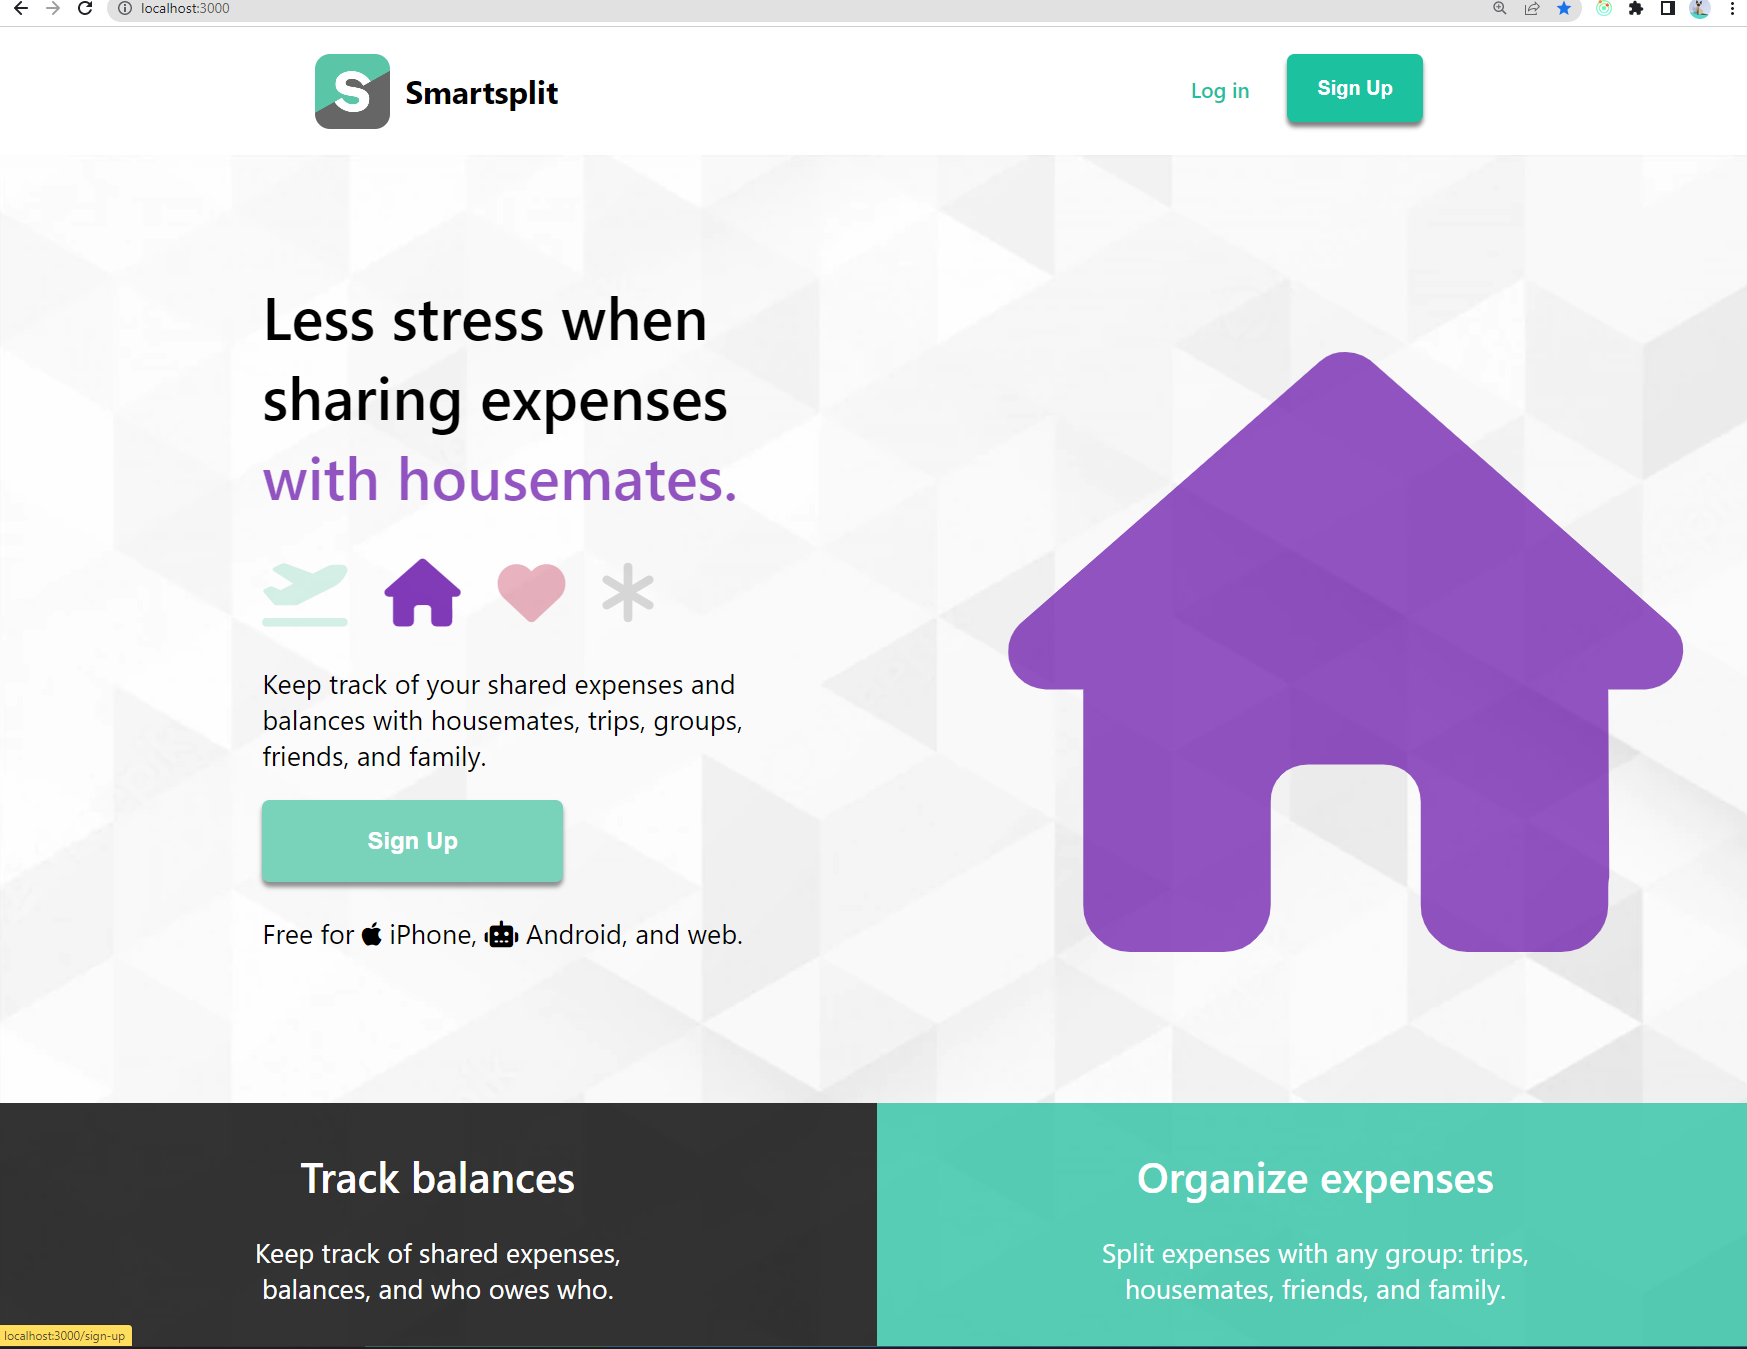 localhost:3000
S
Smartsplit
Log in
Sign Up
Less stress when
sharing expenses
with housemates.
Keep track of your shared expenses and
balances with housemates, trips, groups,
friends, and family.
Sign Up
Free for iPhone, Android, and web.
Track balances
Keep track of shared expenses,
balances, and who owes who.
Organize expenses
Split expenses with any group: trips,
housemates, friends, and family.
localhost:3000/sign-up